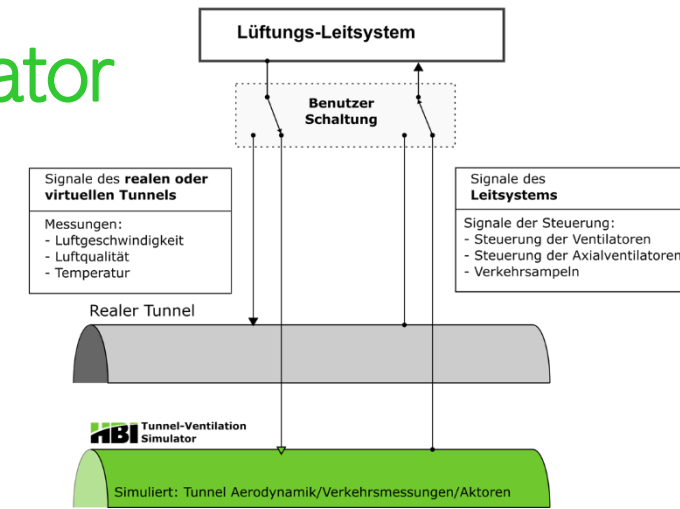 ator
Lüftungs-Leitsystem
Benutzer
Schaltung
Signale des realen oder
virtuellen Tunnels
Messungen:
- Luftgeschwindigkeit
- Luftqualität
- Temperatur
Signale des
Leitsystems
Signale der Steuerung:
- Steuerung der Ventilatoren
- Steuerung der Axialventilatoren
- Verkehrsampeln
Realer Tunnel
HBI Tunnel-Ventilation
Simulator
Simuliert: Tunnel Aerodynamik/Verkehrsmessungen/Aktoren